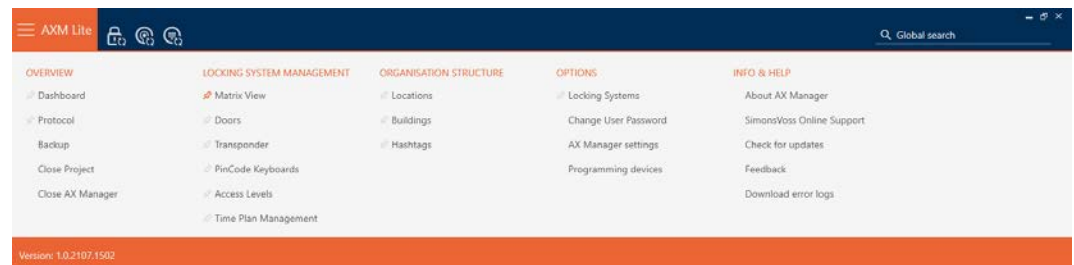 AXM Lite
Global search
OVERVIEW
Dashboard
Protocol
Backup
Close Project
Close AX Manager
LOCKING SYSTEM MANAGEMENT
Matrix View
Doors
Transponder
PinCode Keyboards
Access Levels
Time Plan Management
ORGANISATION STRUCTURE
Locations
Buildings
Hashtags
OPTIONS
Locking Systems
Change User Password
AX Manager settings
Programming devices
INFO & HELP
About AX Manager
SimonsVoss Online Support
Check for updates
Feedback
Download error logs
Version: 1.0.2107.1502